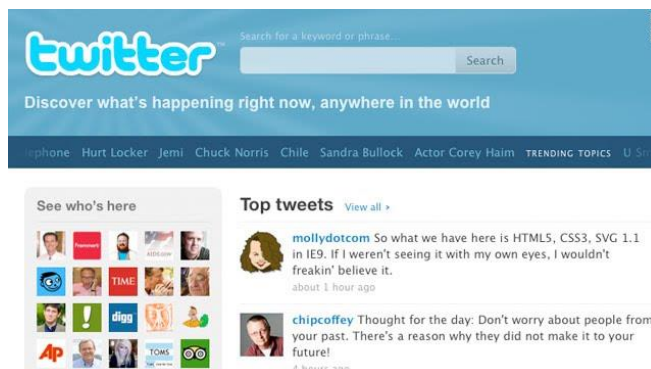 twitter™
Search for a keyword or phrase...
Search
Discover what's happening right now, anywhere in the world
Hurt Locker Jemi Chuck Norris Chile Sandra Bullock Actor Corey Haim TRENDING TOPICS
See who's here
Top tweets View all ›
mollydotcom So what we have here is HTML5, CSS3, SVG 1.1
in IE9. If I weren't seeing it with my own eyes, I wouldn't
freakin' believe it.
about 1 hour ago
TIME
digg
AP
TOMS
chipcoffey Thought for the day: Don't worry about people from
your past. There's a reason why they did not make it to your
future!
4 hours ago